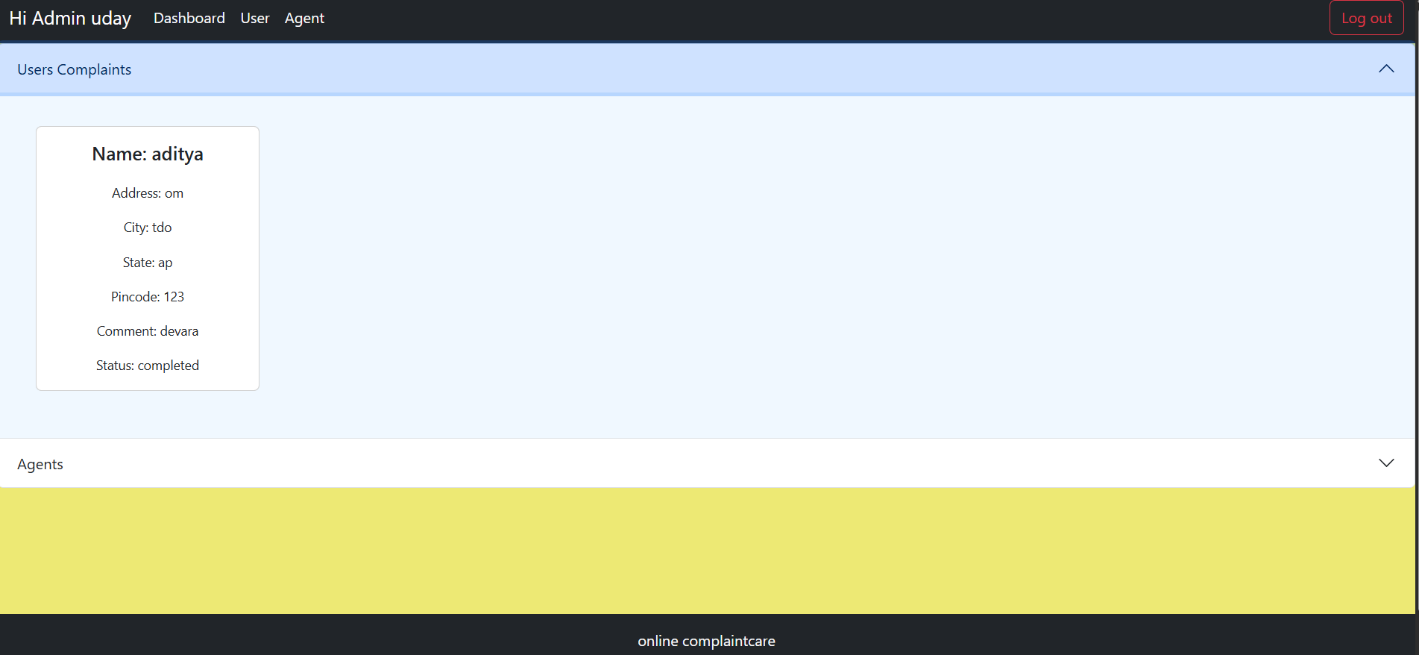 Hi Admin uday Dashboard User Agent Log out
Users Complaints
Name: aditya
Address: om
City: tdo
State: ap
Pincode: 123
Comment: devara
Status: completed
Agents
online complaintcare